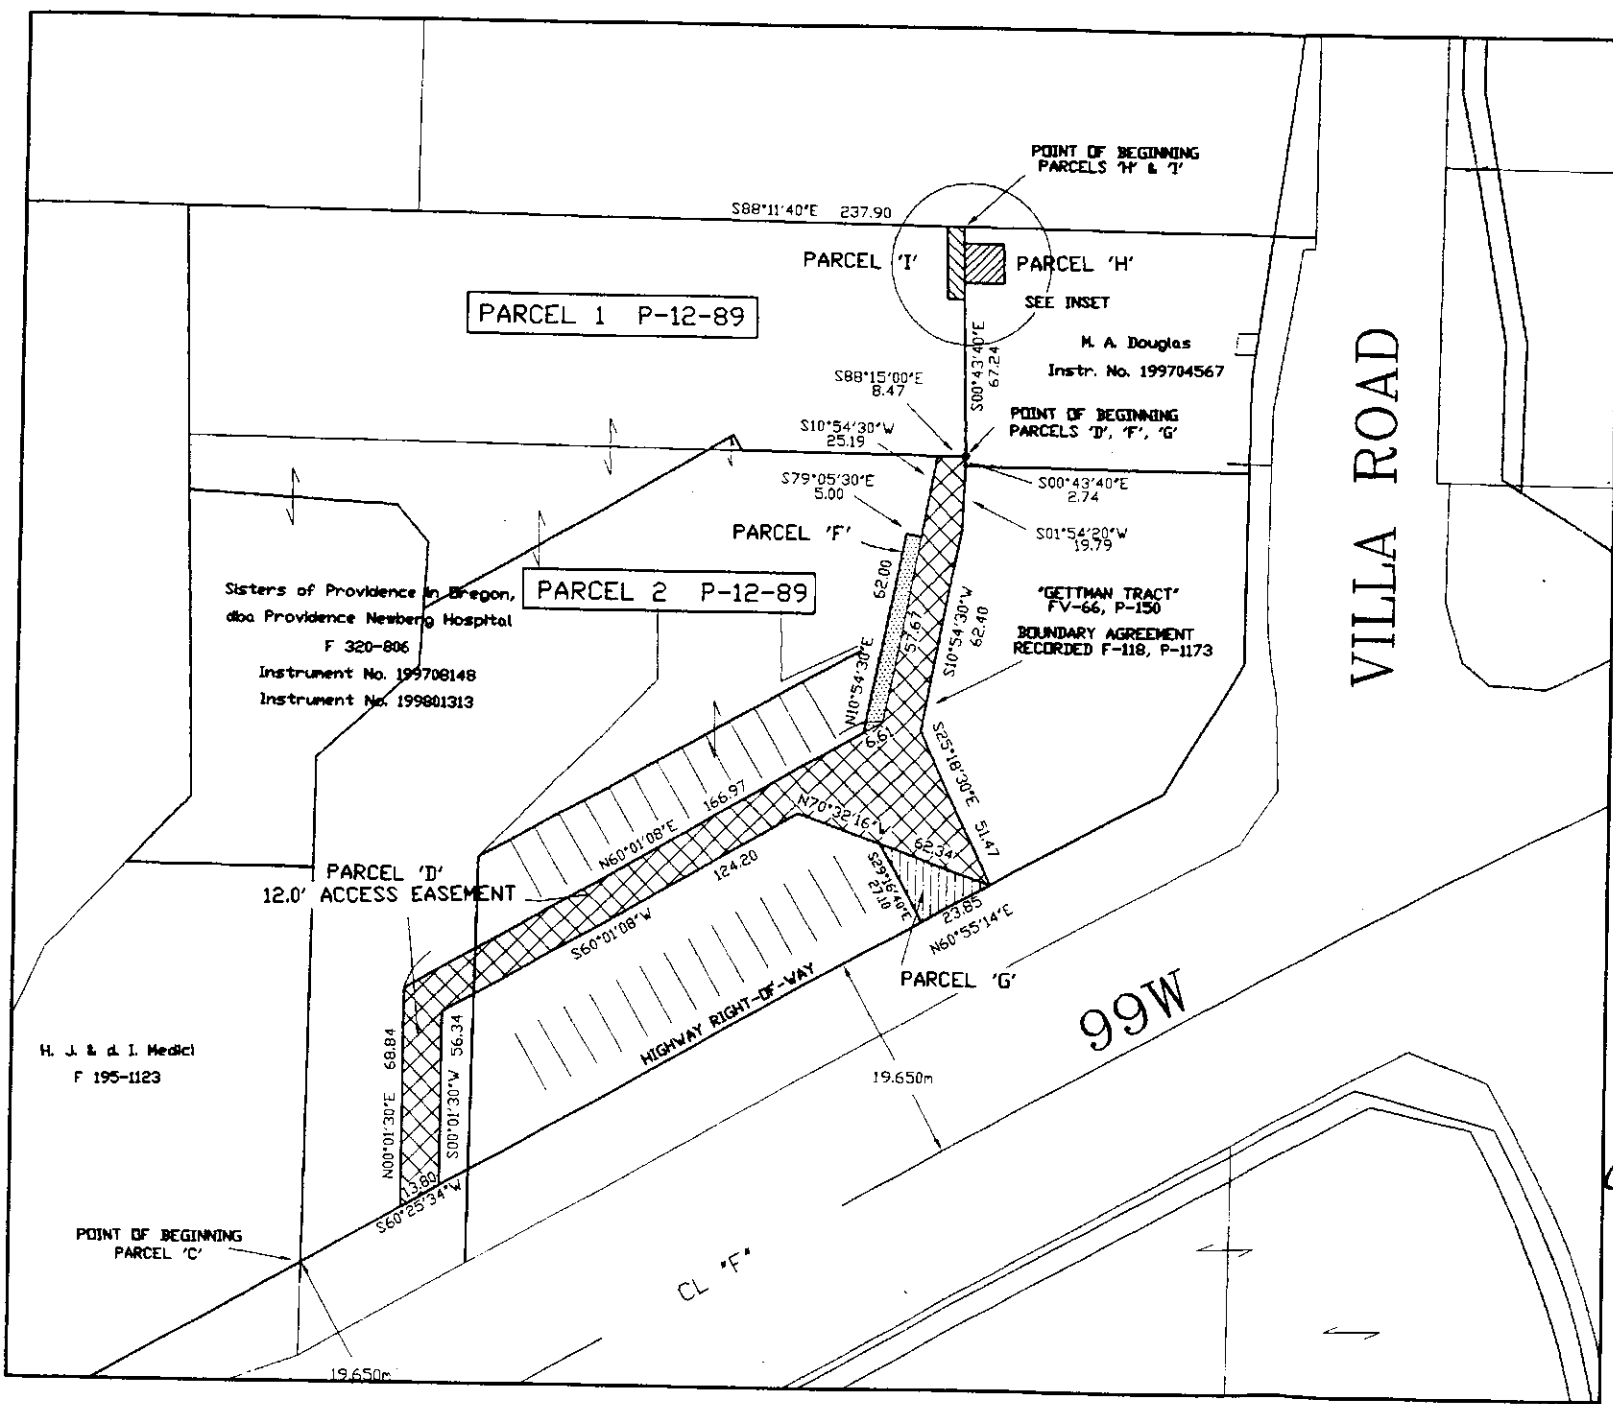 POINT OF BEGINNING
PARCELS 'H' & 'I'
S88°11'40"E 237.90
PARCEL 'I'
PARCEL 'H'
SEE INSET
PARCEL 1 P-12-89
S00°43'40"E
67.24
M. A. Douglas
Instr. No. 199704567
S88°15'00"E
8.47
POINT OF BEGINNING
PARCELS 'D', 'F', 'G'
S10°54'30"W
25.19
S79°05'30"E
5.00
S00°43'40"E
2.74
PARCEL 'F'
S01°54'20"W
19.79
VILLA ROAD
Sisters of Providence in Oregon,
dba Providence Newberg Hospital
F 320-806
Instrument No. 199708148
Instrument No. 199801313
PARCEL 2 P-12-89
62.00
N10°54'30"E
57.67
S10°54'30"W
62.40
"GETTMAN TRACT"
FV-66, P-150
BOUNDARY AGREEMENT
RECORDED F-118, P-1173
6.61
S25°18'30"E 51.47
N60°01'08"E 166.97
N70°32'16"W 62.34
PARCEL 'D'
12.0' ACCESS EASEMENT
124.20
S60°01'08"W
S29°16'40"E
27.10
23.85
N60°55'14"E
PARCEL 'G'
HIGHWAY RIGHT-OF-WAY
99W
19.650m
H. J. & d. I. Medici
F 195-1123
N00°01'30"E 68.84
S00°01'30"W 56.34
13.80
S60°25'34"W
POINT OF BEGINNING
PARCEL 'C'
CL "F"
19.650m